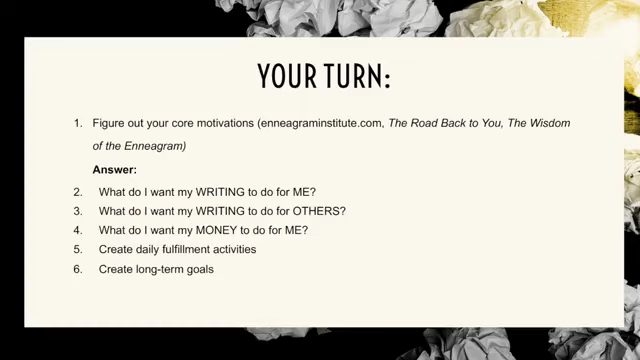 YOUR TURN:
1. Figure out your core motivations (enneagraminstitute.com, The Road Back to You, The Wisdom
of the Enneagram)
Answer:
2. What do I want my WRITING to do for ME?
3. What do I want my WRITING to do for OTHERS?
4. What do I want my MONEY to do for ME?
5. Create daily fulfillment activities
6. Create long-term goals